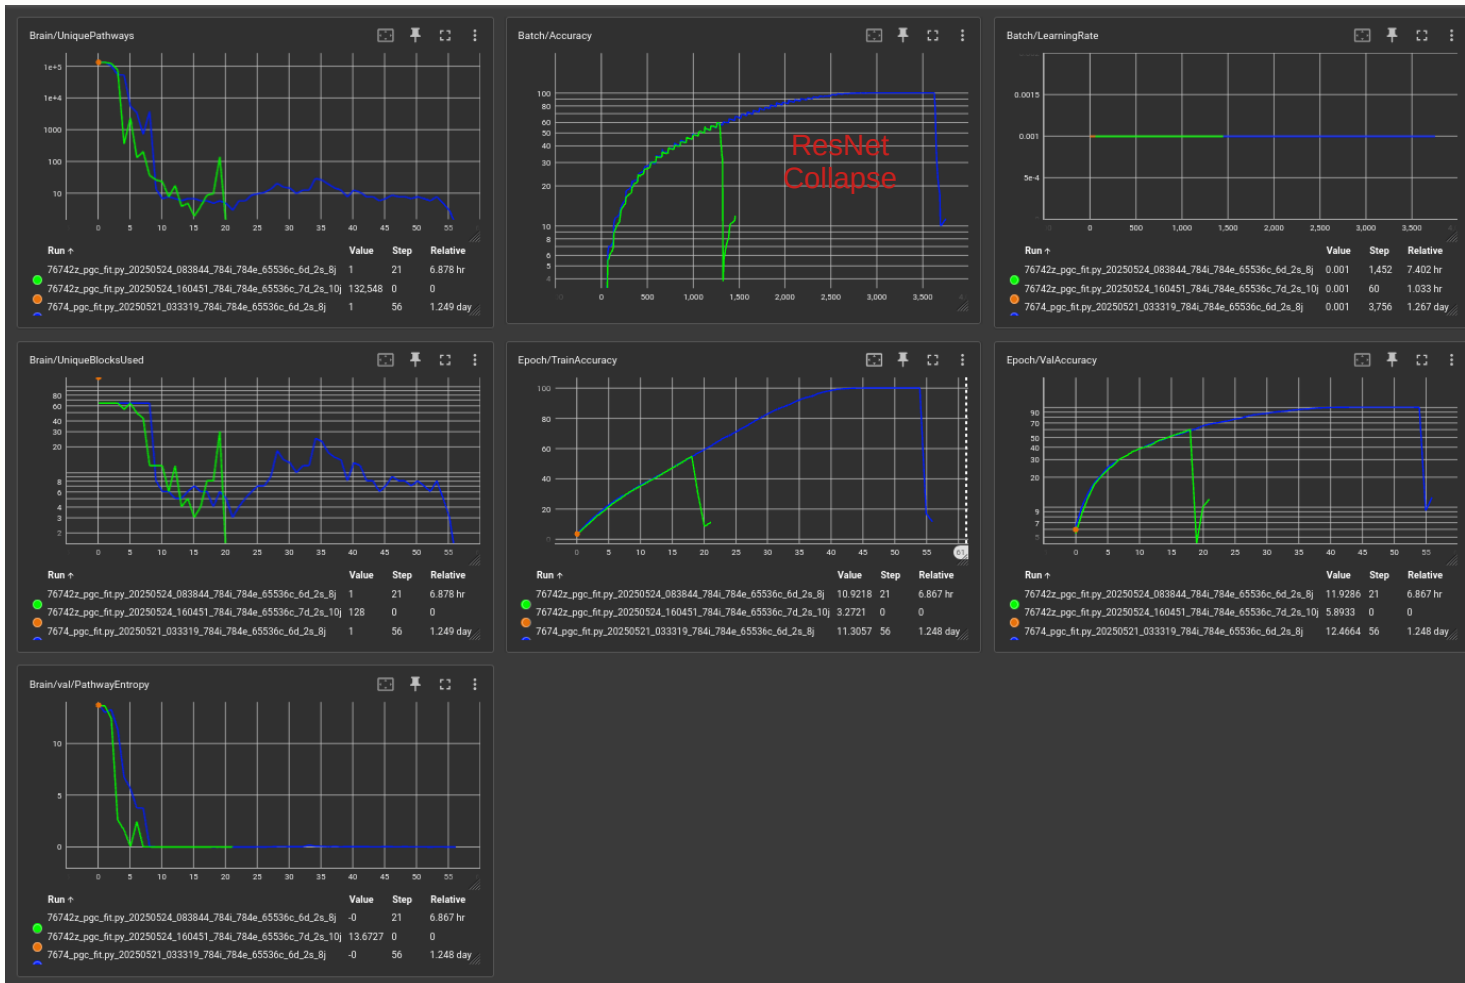 Brain/UniquePathways
1e+5
1e+4
1000
100
10
0 5 10 15 20 25 30 35 40 45 50 55
Run ↑ Value Step Relative
76742z_pgc_fit.py_20250524_083844_784i_784e_65536c_6d_2s_8j 1 21 6.878 hr
76742z_pgc_fit.py_20250524_160451_784i_784e_65536c_7d_2s_10j 132,548 0 0
7674_pgc_fit.py_20250521_033319_784i_784e_65536c_6d_2s_8j 1 56 1.249 day
Batch/Accuracy
100
80
60
50
40
30
20
10
8
6
5
4
ResNet
Collapse
0 500 1,000 1,500 2,000 2,500 3,000 3,500
Batch/LearningRate
0.0015
0.001
5e-4
0 500 1,000 1,500 2,000 2,500 3,000 3,500
Run ↑ Value Step Relative
76742z_pgc_fit.py_20250524_083844_784i_784e_65536c_6d_2s_8j 0.001 1,452 7.402 hr
76742z_pgc_fit.py_20250524_160451_784i_784e_65536c_7d_2s_10j 0.001 60 1.033 hr
7674_pgc_fit.py_20250521_033319_784i_784e_65536c_6d_2s_8j 0.001 3,756 1.267 day
Brain/UniqueBlocksUsed
80
60
40
30
20
8
6
4
3
2
0 5 10 15 20 25 30 35 40 45 50 55
Run ↑ Value Step Relative
76742z_pgc_fit.py_20250524_083844_784i_784e_65536c_6d_2s_8j 1 21 6.878 hr
76742z_pgc_fit.py_20250524_160451_784i_784e_65536c_7d_2s_10j 128 0 0
7674_pgc_fit.py_20250521_033319_784i_784e_65536c_6d_2s_8j 1 56 1.249 day
Epoch/TrainAccuracy
100
80
60
40
20
0
0 5 10 15 20 25 30 35 40 45 50 55 61
Run ↑ Value Step Relative
76742z_pgc_fit.py_20250524_083844_784i_784e_65536c_6d_2s_8j 10.9218 21 6.867 hr
76742z_pgc_fit.py_20250524_160451_784i_784e_65536c_7d_2s_10j 3.2721 0 0
7674_pgc_fit.py_20250521_033319_784i_784e_65536c_6d_2s_8j 11.3057 56 1.248 day
Epoch/ValAccuracy
90
70
50
40
30
20
9
7
5
0 5 10 15 20 25 30 35 40 45 50 55
Run ↑ Value Step Relative
76742z_pgc_fit.py_20250524_083844_784i_784e_65536c_6d_2s_8j 11.9286 21 6.867 hr
76742z_pgc_fit.py_20250524_160451_784i_784e_65536c_7d_2s_10j 5.8933 0 0
7674_pgc_fit.py_20250521_033319_784i_784e_65536c_6d_2s_8j 12.4664 56 1.248 day
Brain/val/PathwayEntropy
10
5
0
0 5 10 15 20 25 30 35 40 45 50 55
Run ↑ Value Step Relative
76742z_pgc_fit.py_20250524_083844_784i_784e_65536c_6d_2s_8j -0 21 6.867 hr
76742z_pgc_fit.py_20250524_160451_784i_784e_65536c_7d_2s_10j 13.6727 0 0
7674_pgc_fit.py_20250521_033319_784i_784e_65536c_6d_2s_8j -0 56 1.248 day